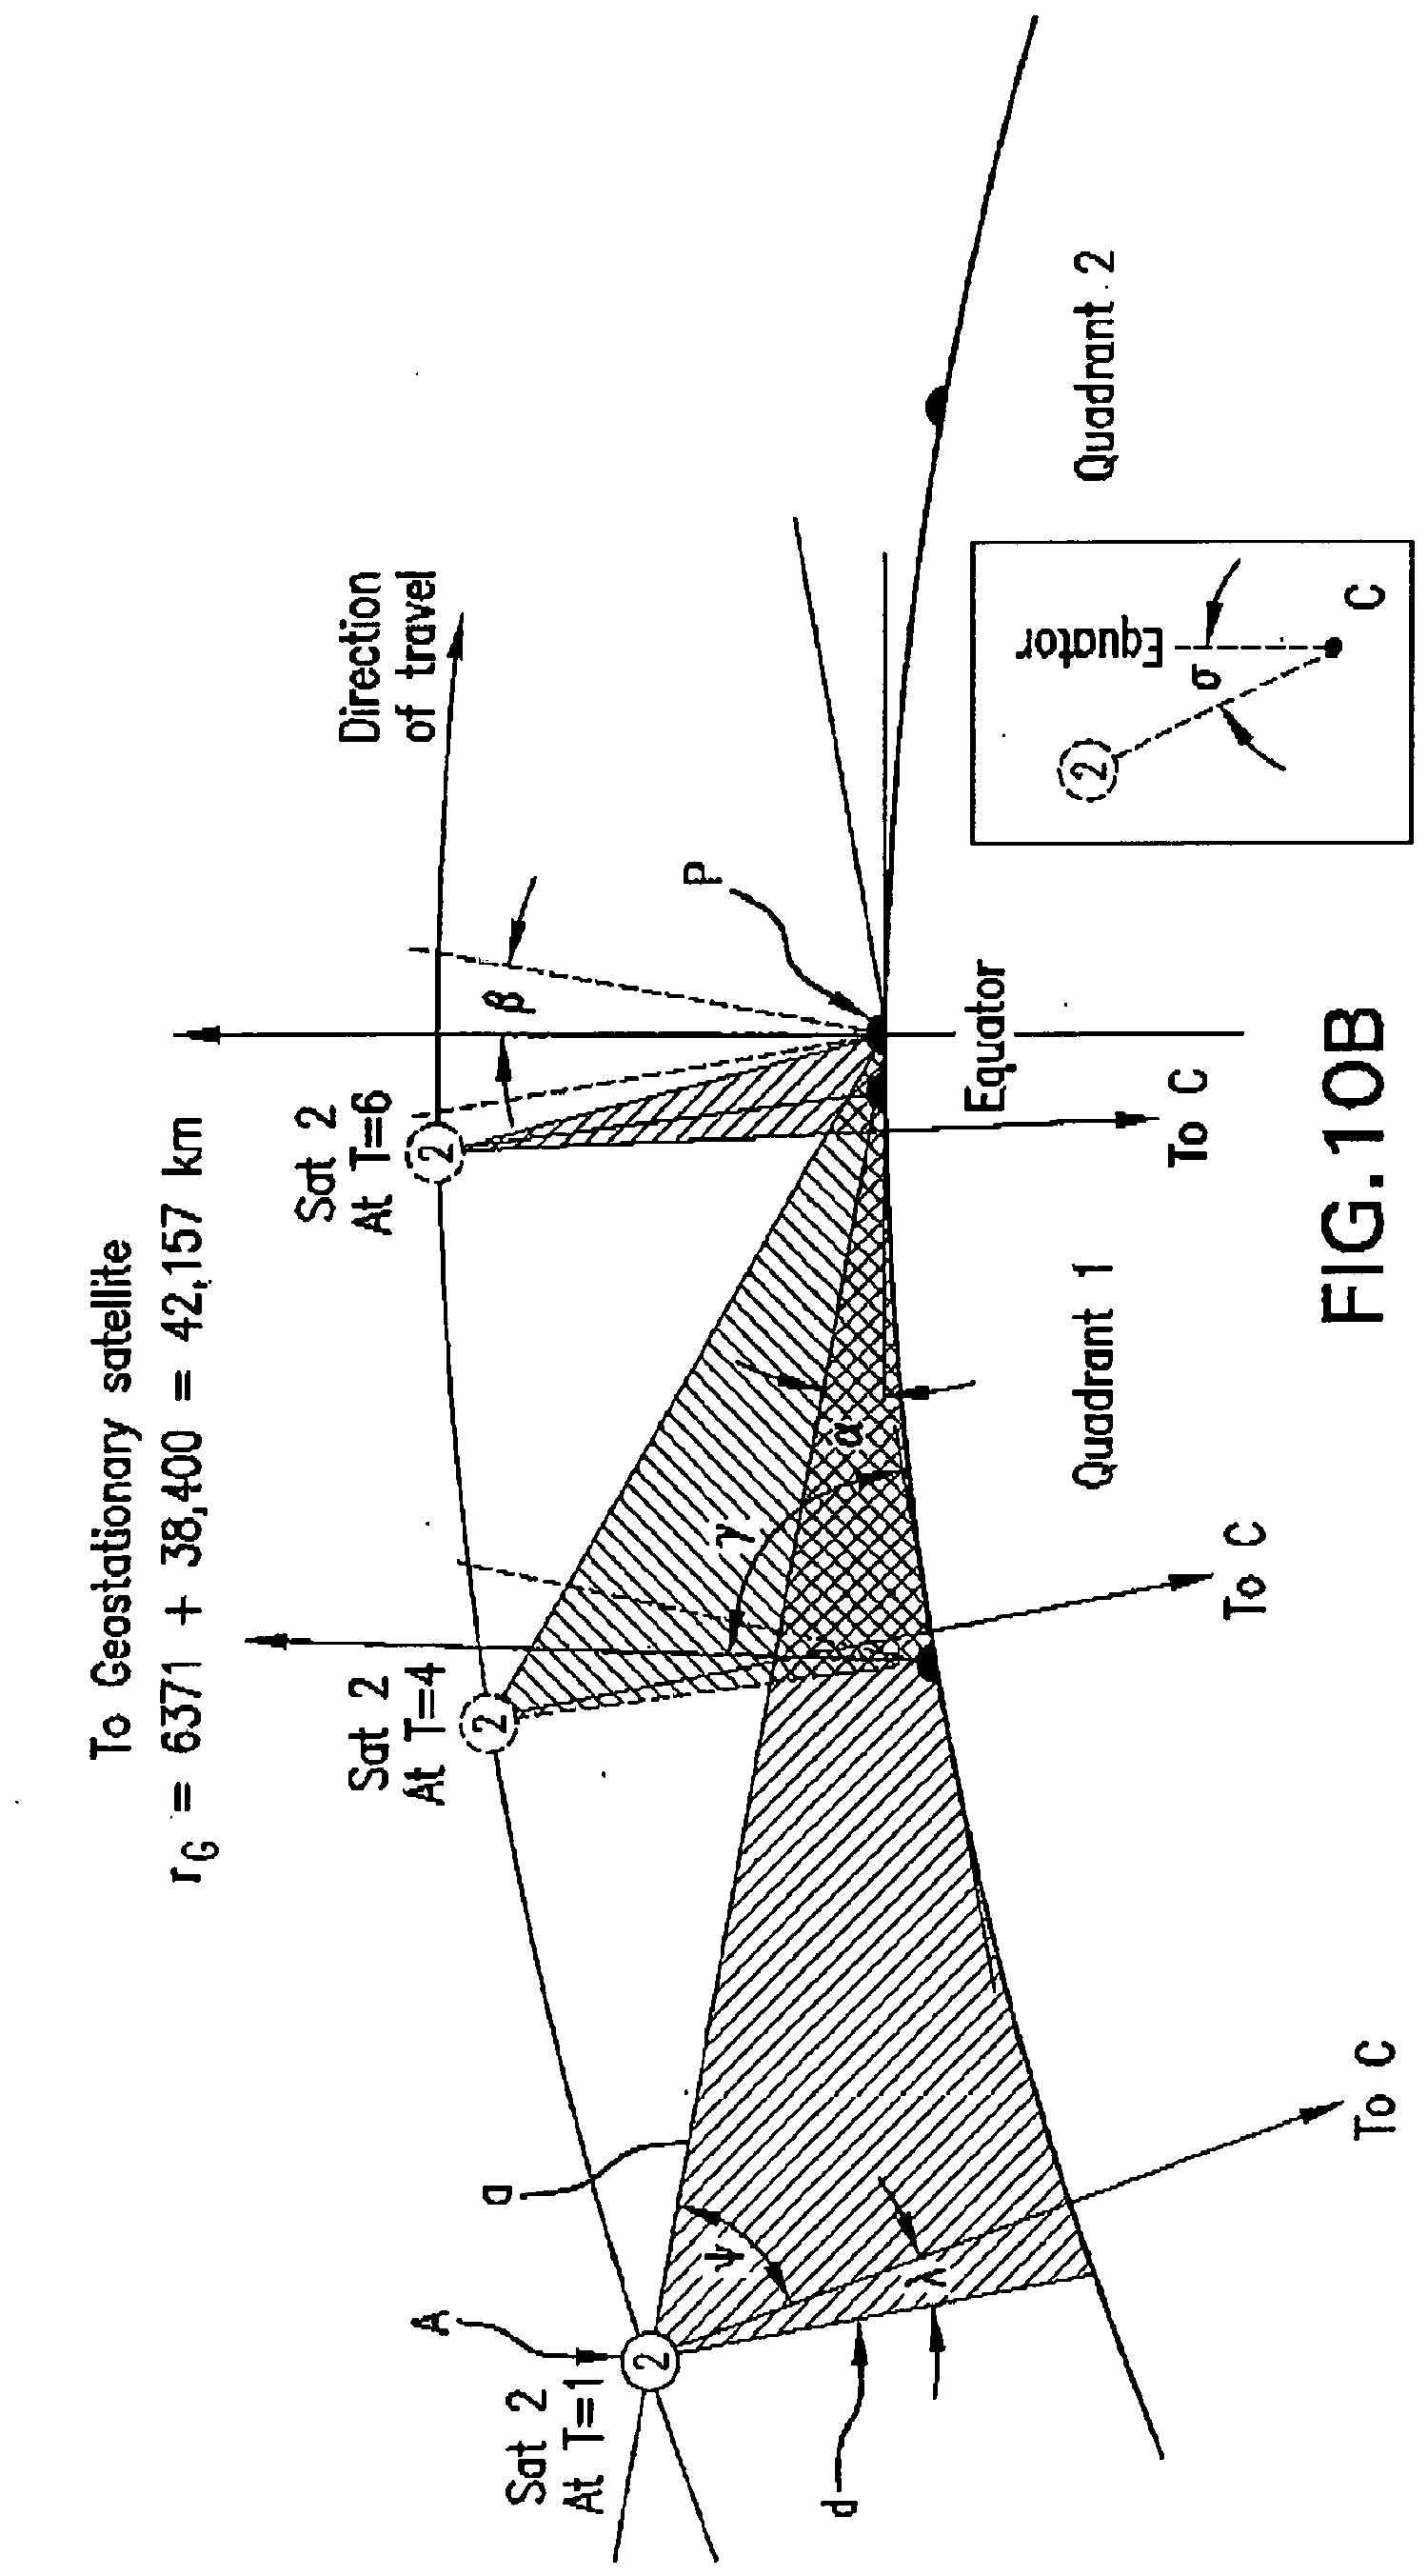 To Geostationary satellite
rG = 6371 + 38,400 = 42,157 km
Direction
of travel
Sat 2
At T=6
2
β
P
Sat 2
At T=4
2
γ
α
Equator
To C
Quadrant 1
Quadrant 2
Equator
σ
2
C
A
Sat 2
At T=1
2
a
ψ
λ
d
To C
To C
FIG. 10B